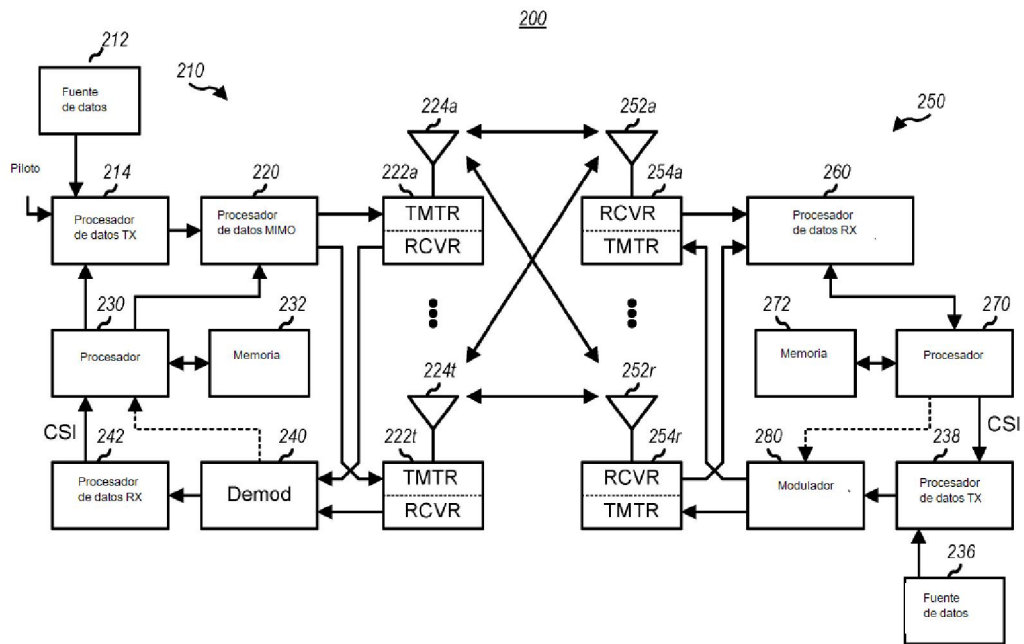 200
212
Fuente
de datos
210
224a
252a
250
Piloto
214
220
222a
254a
260
Procesador
de datos TX
Procesador
de datos MIMO
TMTR
RCVR
RCVR
TMTR
Procesador
de datos RX
230
232
272
270
Procesador
Memoria
Memoria
Procesador
224t
252r
CSI
242
240
222t
254r
280
238
CSI
Procesador
de datos RX
Demod
TMTR
RCVR
RCVR
TMTR
Modulador
Procesador
de datos TX
236
Fuente
de datos